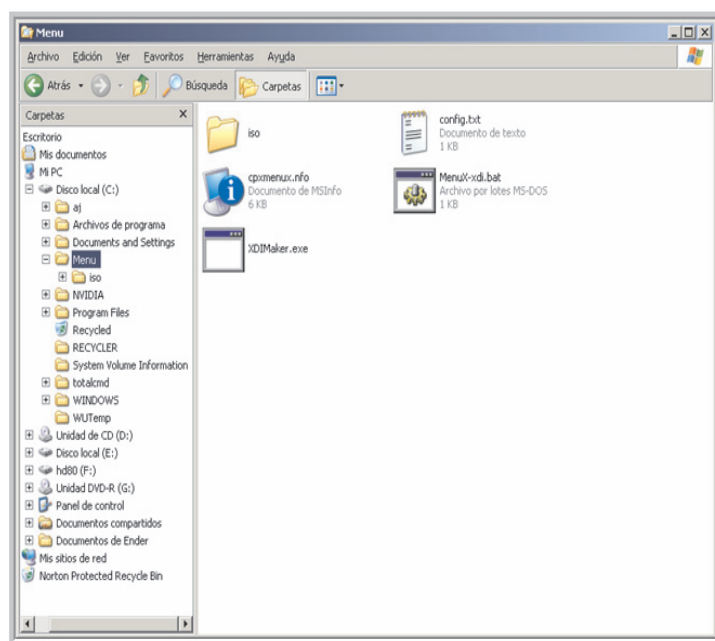 Menu
Archivo Edición Ver Favoritos Herramientas Ayuda
Atrás Búsqueda Carpetas
Carpetas
Escritorio
Mis documentos
Mi PC
Disco local (C:)
aj
Archivos de programa
Documents and Settings
Menu
iso
NVIDIA
Program Files
Recycled
RECYCLER
System Volume Information
totalcmd
WINDOWS
WUTemp
Unidad de CD (D:)
Disco local (E:)
hd80 (F:)
Unidad DVD-R (G:)
Panel de control
Documentos compartidos
Documentos de Ender
Mis sitios de red
Norton Protected Recycle Bin
iso
config.txt
Documento de texto
1 KB
cpxmenux.nfo
Documento de MSInfo
6 KB
MenuX-xdi.bat
Archivo por lotes MS-DOS
1 KB
XDIMaker.exe